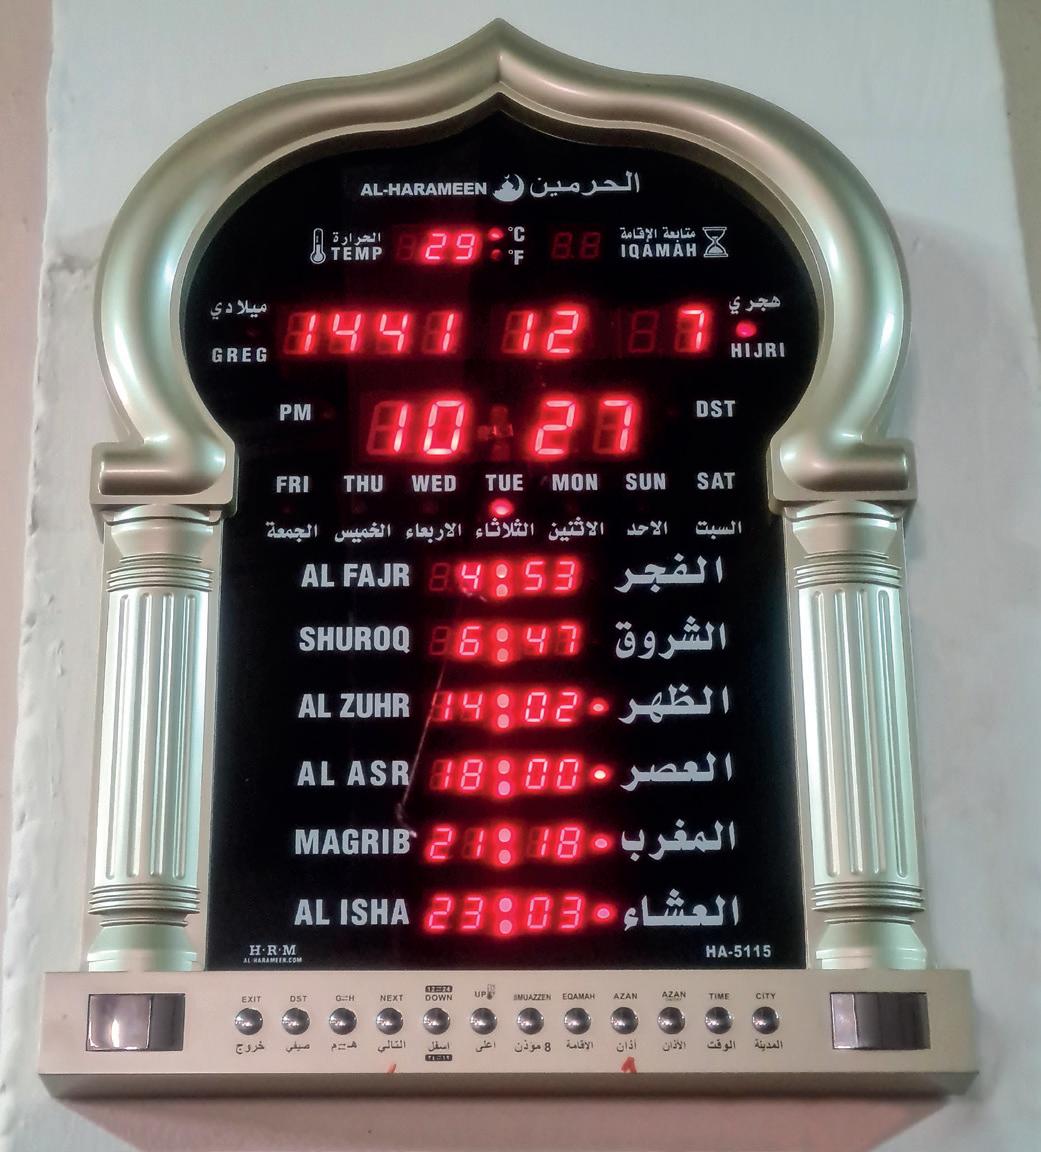 AL-HARAMEEN الحرمين
الحرارة TEMP 29 °C °F متابعة الإقامة IQAMAH
ميلادي GREG 1441 12 7 هجري HIJRI
PM 10 27 DST
FRI THU WED TUE MON SUN SAT
الجمعة الخميس الاربعاء الثلاثاء الاثنين الاحد السبت
AL FAJR 4:53 الفجر
SHUROQ 6:47 الشروق
AL ZUHR 14:02 الظهر
AL ASR 18:00 العصر
MAGRIB 21:18 المغرب
AL ISHA 23:03 العشاء
H·R·M HA-5115
AL-HARAMEEN.COM
EXIT DST G⇌H NEXT 12⇌24 DOWN UP 8MUAZZEN EQAMAH AZAN AZAN TIME CITY
خروج صيفي هـ⇌م التالي اسفل اعلى 8 مؤذن الاقامة أذان الأذان الوقت المدينة